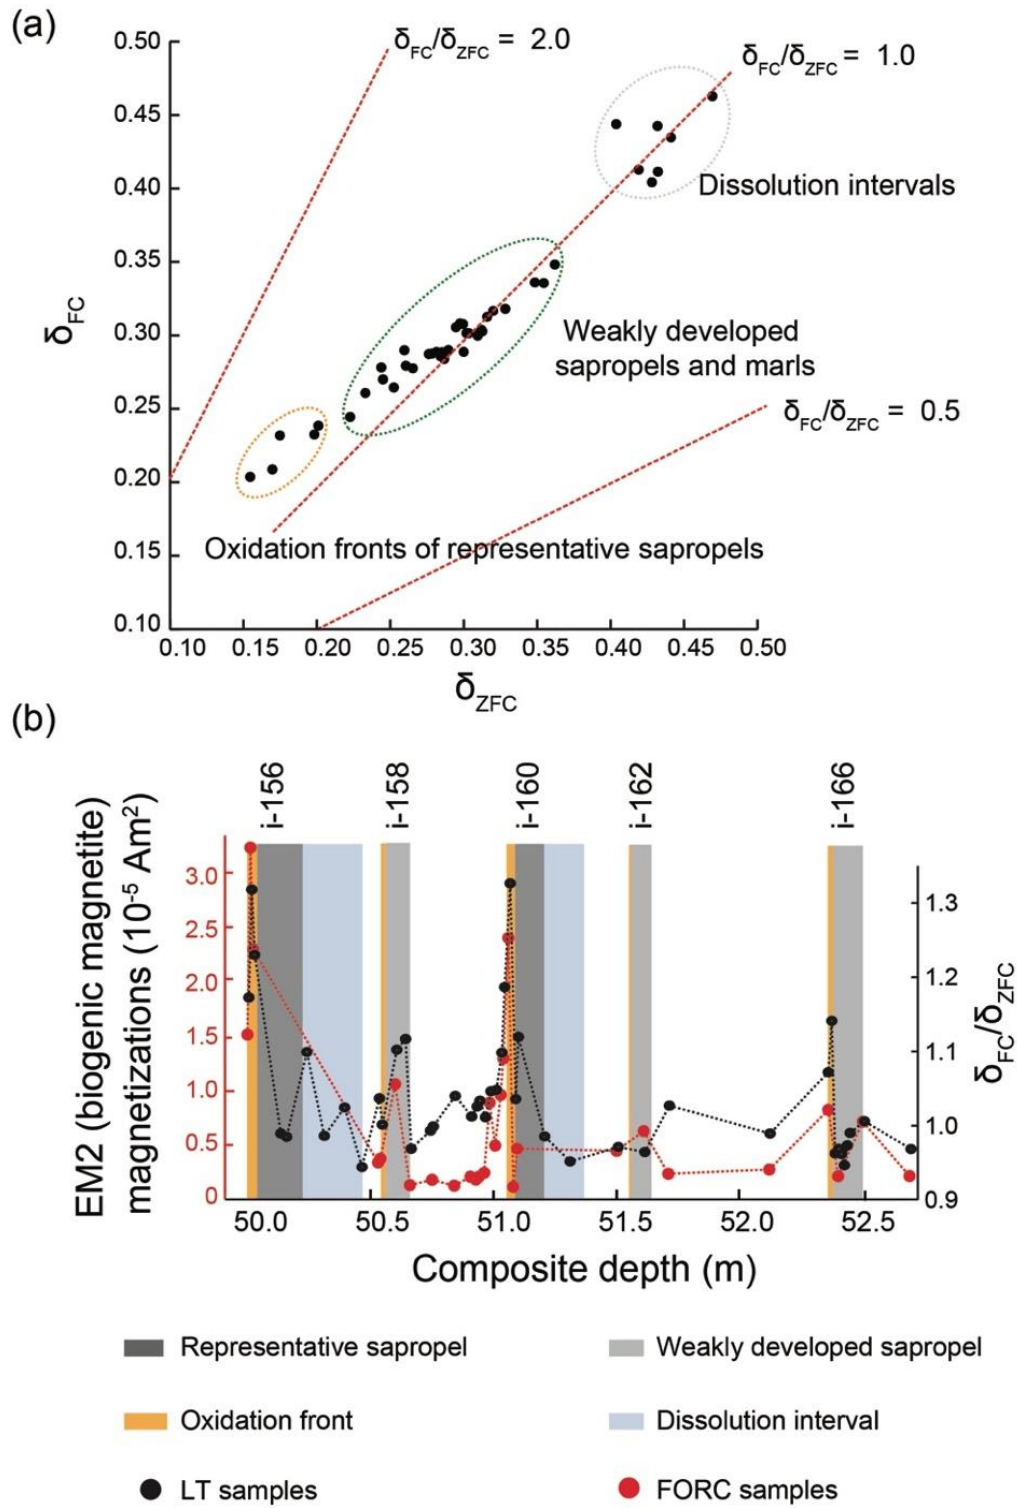 (a)
δFC/δZFC = 2.0
δFC/δZFC = 1.0
0.50
0.45
0.40
0.35
0.30
0.25
0.20
0.15
0.10
δFC
Dissolution intervals
Weakly developed
sapropels and marls
δFC/δZFC = 0.5
Oxidation fronts of representative sapropels
0.10 0.15 0.20 0.25 0.30 0.35 0.40 0.45 0.50
δZFC
(b)
i-156 i-158 i-160 i-162 i-166
EM2 (biogenic magnetite)
magnetizations (10⁻⁵ Am²)
3.0
2.5
2.0
1.5
1.0
0.5
0
1.3
1.2
1.1
1.0
0.9
δFC/δZFC
50.0 50.5 51.0 51.5 52.0 52.5
Composite depth (m)
Representative sapropel
Weakly developed sapropel
Oxidation front
Dissolution interval
LT samples
FORC samples